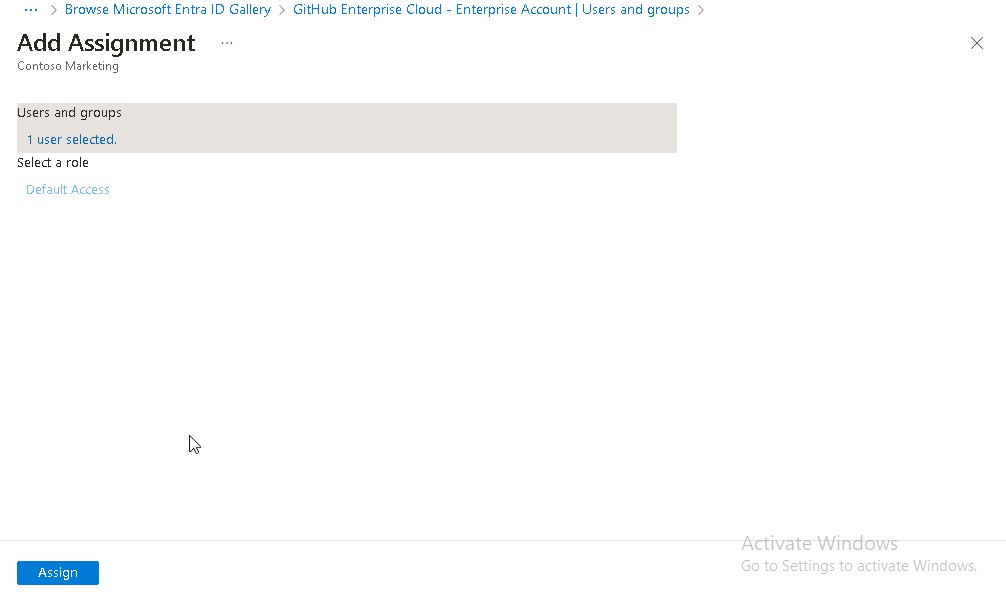 ··· > Browse Microsoft Entra ID Gallery > GitHub Enterprise Cloud - Enterprise Account | Users and groups >
Add Assignment ···
Contoso Marketing
Users and groups
1 user selected.
Select a role
Default Access
Activate Windows
Go to Settings to activate Windows.
Assign